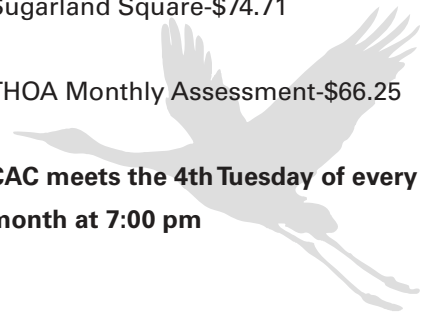 Sugarland Square-$74.71
THOA Monthly Assessment-$66.25
CAC meets the 4th Tuesday of every
month at 7:00 pm